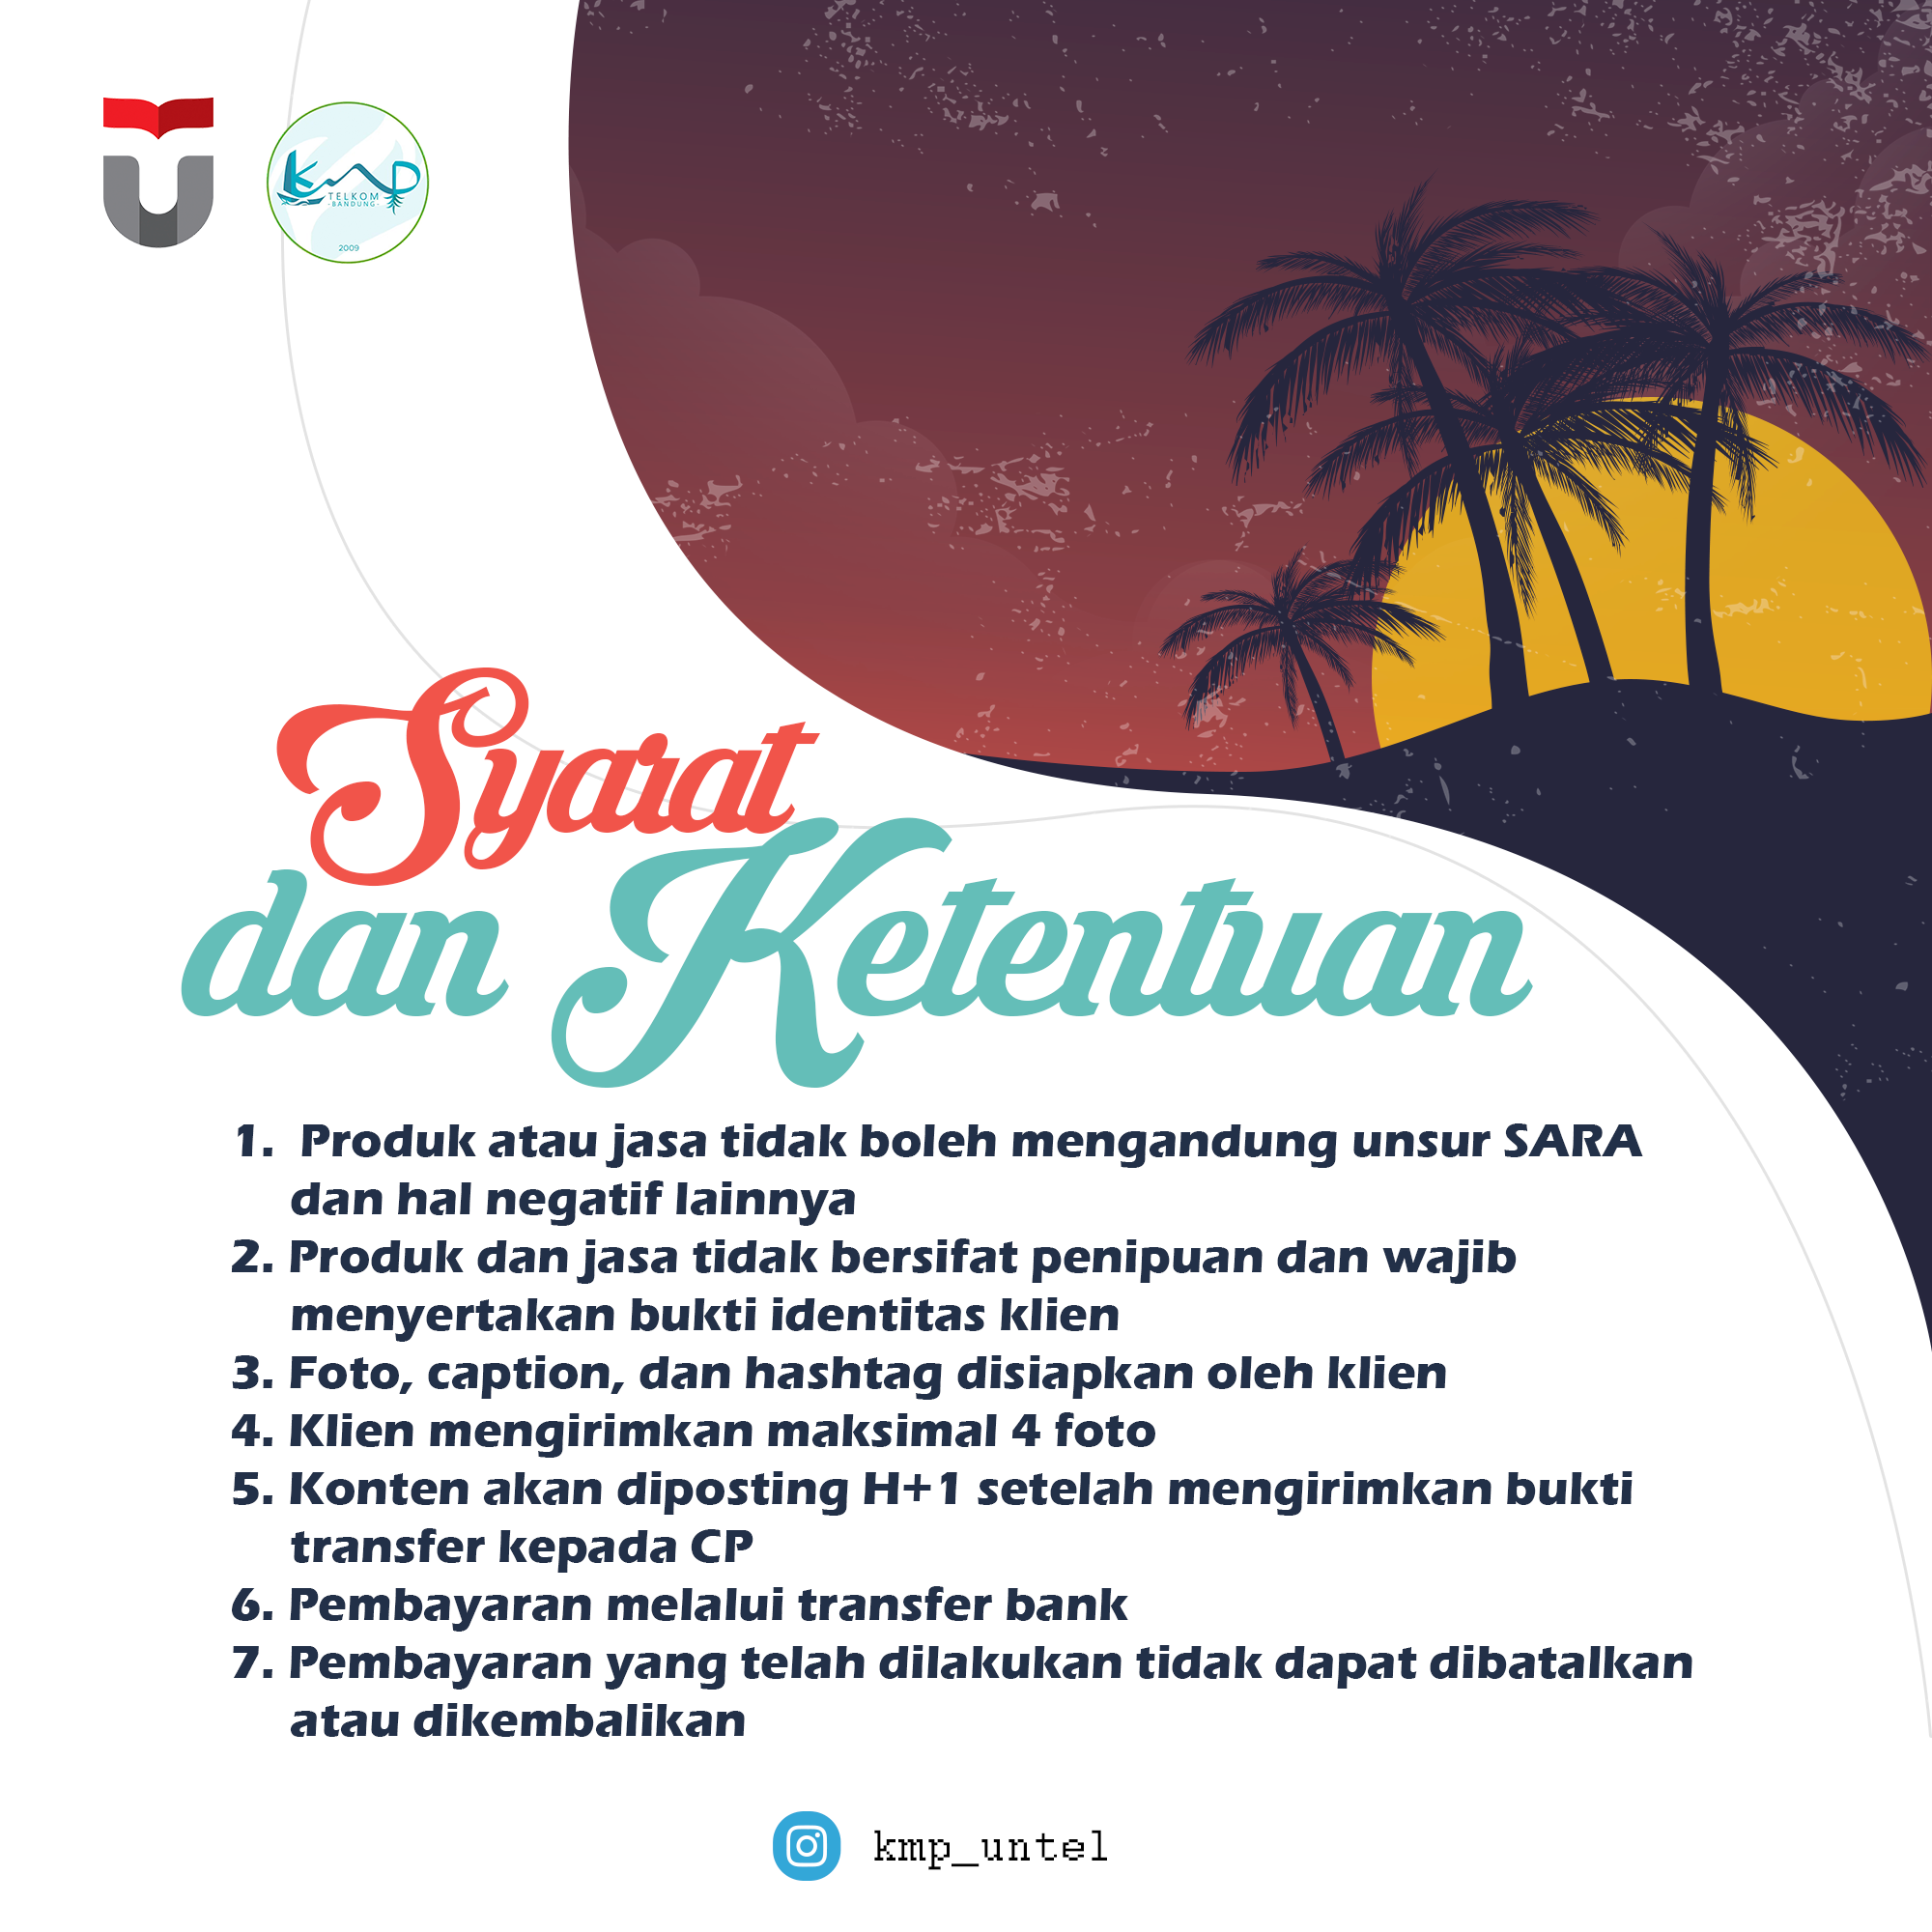 KMP
TELKOM
-BANDUNG-
2009
Syarat
dan Ketentuan
1. Produk atau jasa tidak boleh mengandung unsur SARA
dan hal negatif lainnya
2. Produk dan jasa tidak bersifat penipuan dan wajib
menyertakan bukti identitas klien
3. Foto, caption, dan hashtag disiapkan oleh klien
4. Klien mengirimkan maksimal 4 foto
5. Konten akan diposting H+1 setelah mengirimkan bukti
transfer kepada CP
6. Pembayaran melalui transfer bank
7. Pembayaran yang telah dilakukan tidak dapat dibatalkan
atau dikembalikan
kmp_untel